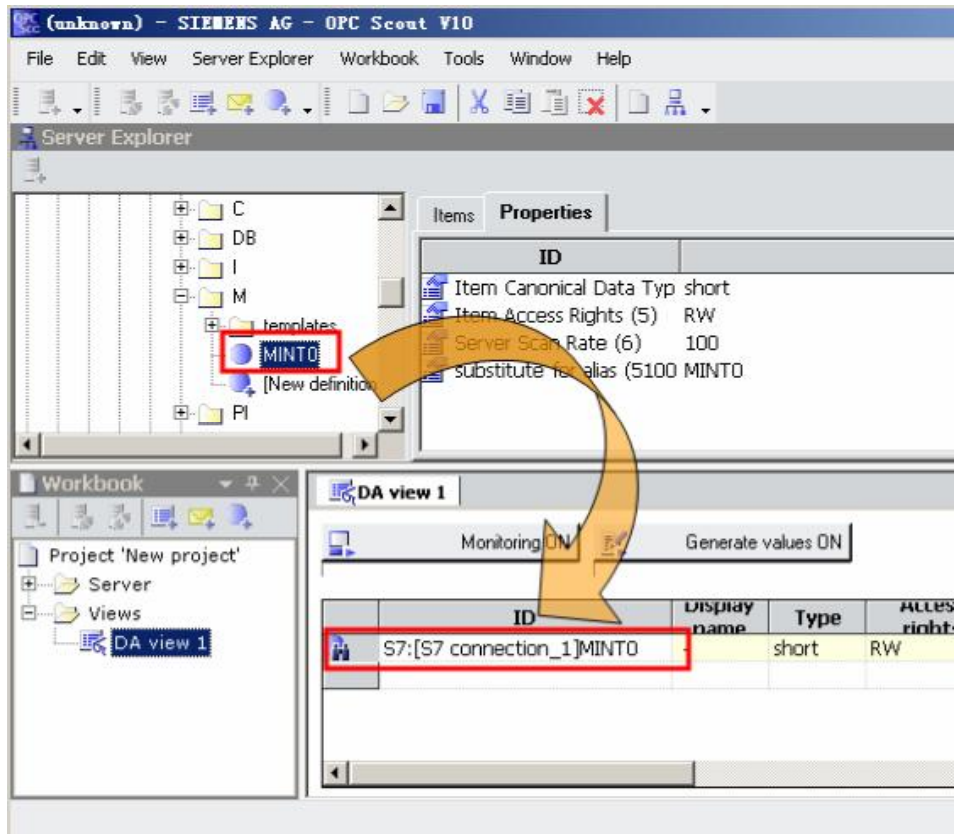 (unknown) - SIEMENS AG - OPC Scout V10
File Edit View Server Explorer Workbook Tools Window Help
Server Explorer
C
DB
I
M
templates
MINT0
[New definition
PI
Items Properties
ID
Item Canonical Data Typ short
Item Access Rights (5) RW
Server Scan Rate (6) 100
substitute for alias (5100 MINT0
Workbook
Project 'New project'
Server
Views
DA view 1
DA view 1
Monitoring ON Generate values ON
ID Display name Type Acces rights
S7:[S7 connection_1]MINT0 short RW